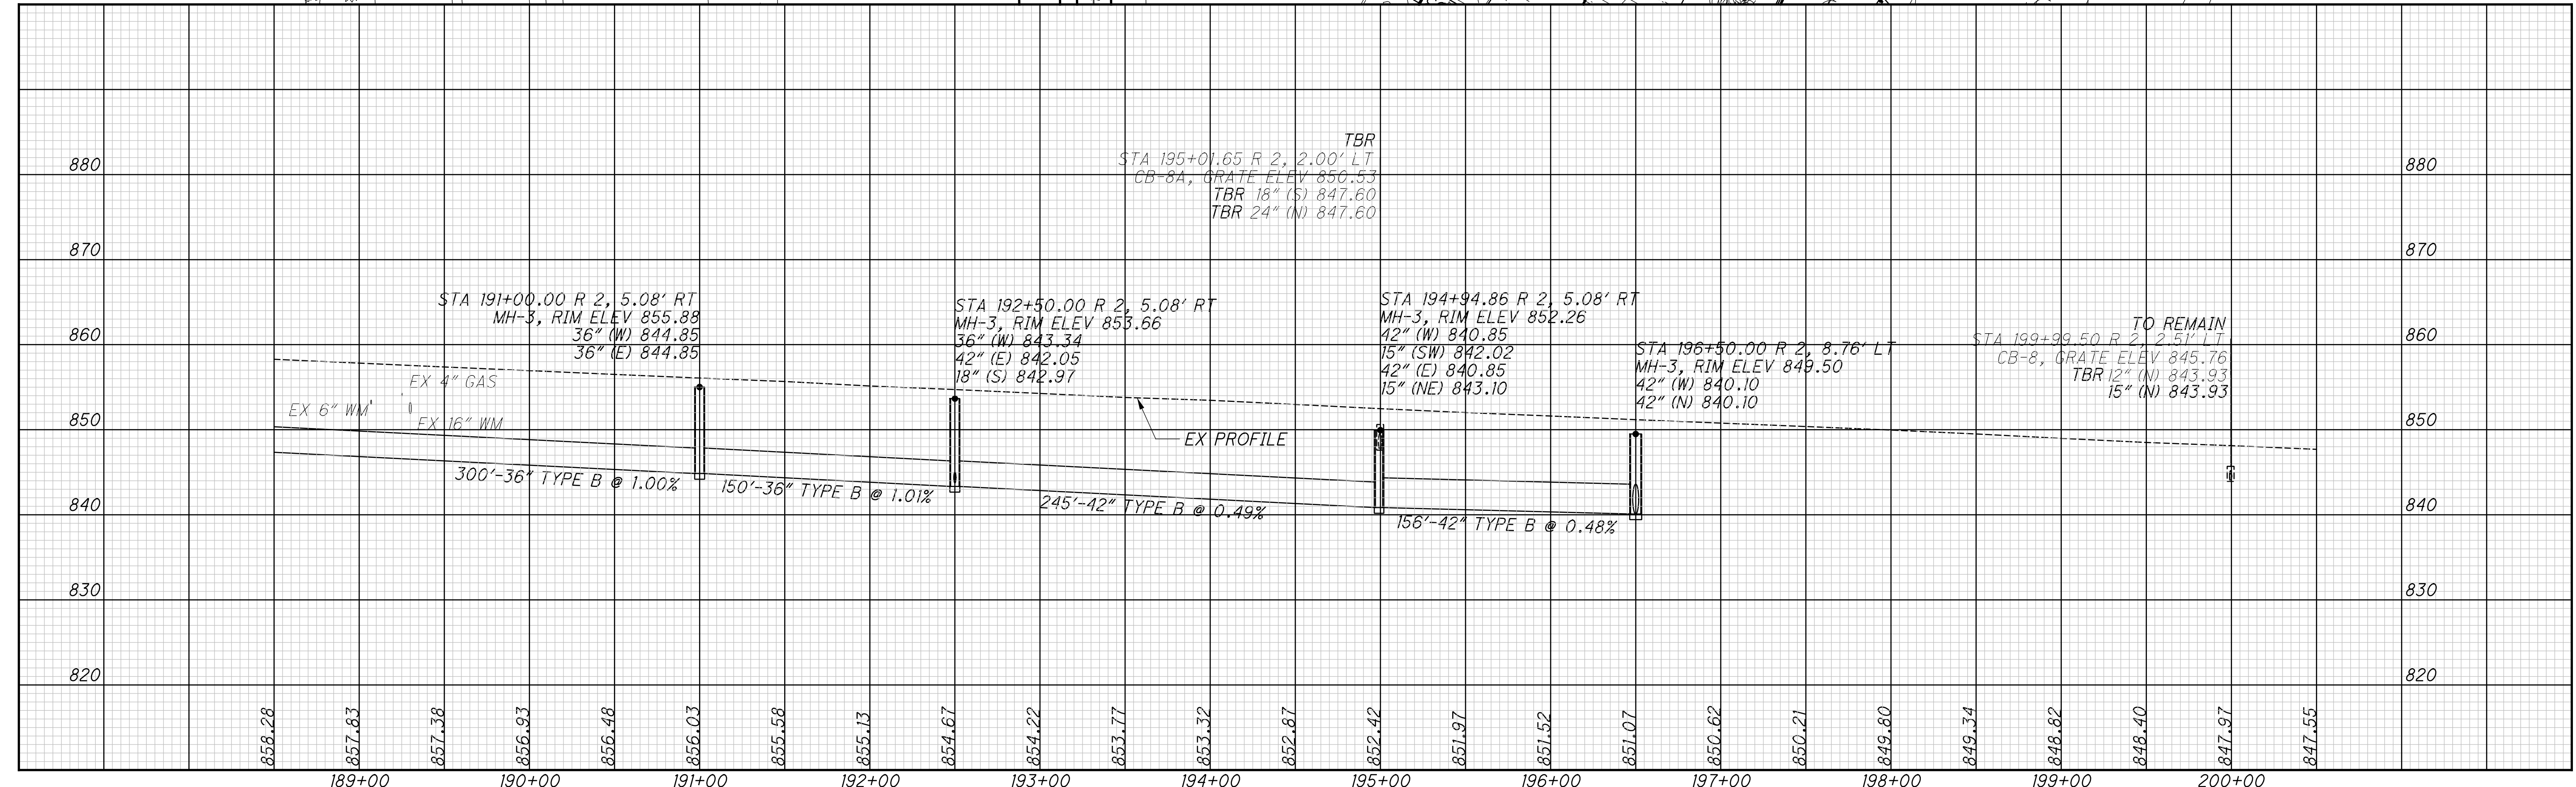 TBR
STA 195+01.65 R 2, 2.00' LT
CB-8A, GRATE ELEV 850.53
TBR 18" (S) 847.60
TBR 24" (N) 847.60
880
880
870
870
860
860
850
850
840
840
830
830
820
820
STA 191+00.00 R 2, 5.08' RT
MH-3, RIM ELEV 855.88
36" (W) 844.85
36" (E) 844.85
STA 192+50.00 R 2, 5.08' RT
MH-3, RIM ELEV 853.66
36" (W) 843.34
42" (E) 842.05
18" (S) 842.97
STA 194+94.86 R 2, 5.08' RT
MH-3, RIM ELEV 852.26
42" (W) 840.85
15" (SW) 842.02
42" (E) 840.85
15" (NE) 843.10
STA 196+50.00 R 2, 8.76' LT
MH-3, RIM ELEV 849.50
42" (W) 840.10
42" (N) 840.10
TO REMAIN
STA 199+99.50 R 2, 2.51' LT
CB-8, GRATE ELEV 845.76
TBR 12" (N) 843.93
15" (N) 843.93
EX 4" GAS
EX 6" WM
EX 16" WM
EX PROFILE
300'-36" TYPE B @ 1.00%
150'-36" TYPE B @ 1.01%
245'-42" TYPE B @ 0.49%
156'-42" TYPE B @ 0.48%
858.28
857.83
857.38
856.93
856.48
856.03
855.58
855.13
854.67
854.22
853.77
853.32
852.87
852.42
851.97
851.52
851.07
850.62
850.21
849.80
849.34
848.82
848.40
847.97
847.55
189+00
190+00
191+00
192+00
193+00
194+00
195+00
196+00
197+00
198+00
199+00
200+00